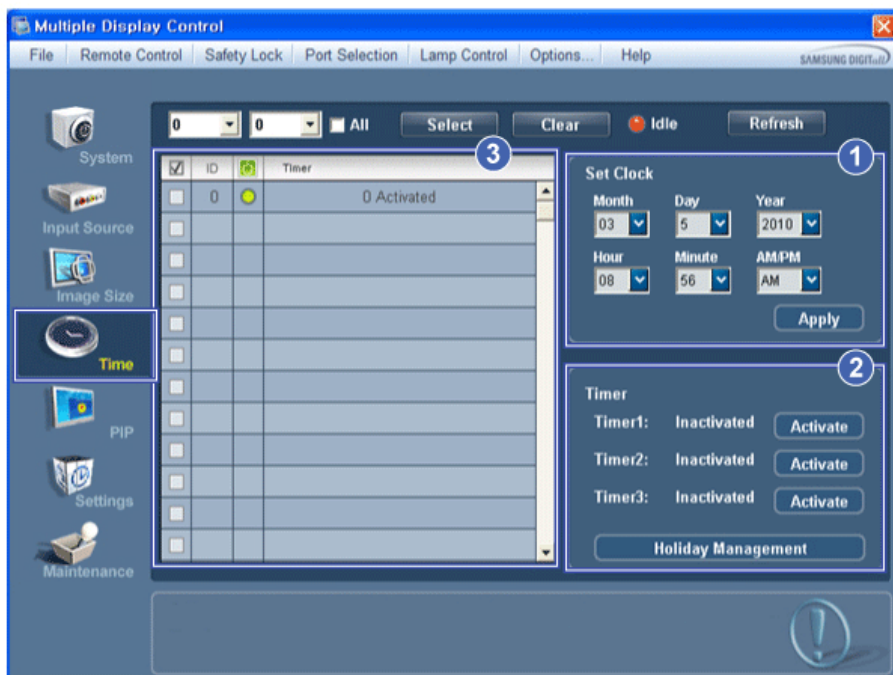 Multiple Display Control
File Remote Control Safety Lock Port Selection Lamp Control Options... Help SAMSUNG DIGITall
0 0 All Select Clear Idle Refresh
System
Input Source
Image Size
Time
PIP
Settings
Maintenance
3
ID Timer
0 0 Activated
1
Set Clock
Month Day Year
03 5 2010
Hour Minute AM/PM
08 56 AM
Apply
2
Timer
Timer1: Inactivated Activate
Timer2: Inactivated Activate
Timer3: Inactivated Activate
Holiday Management